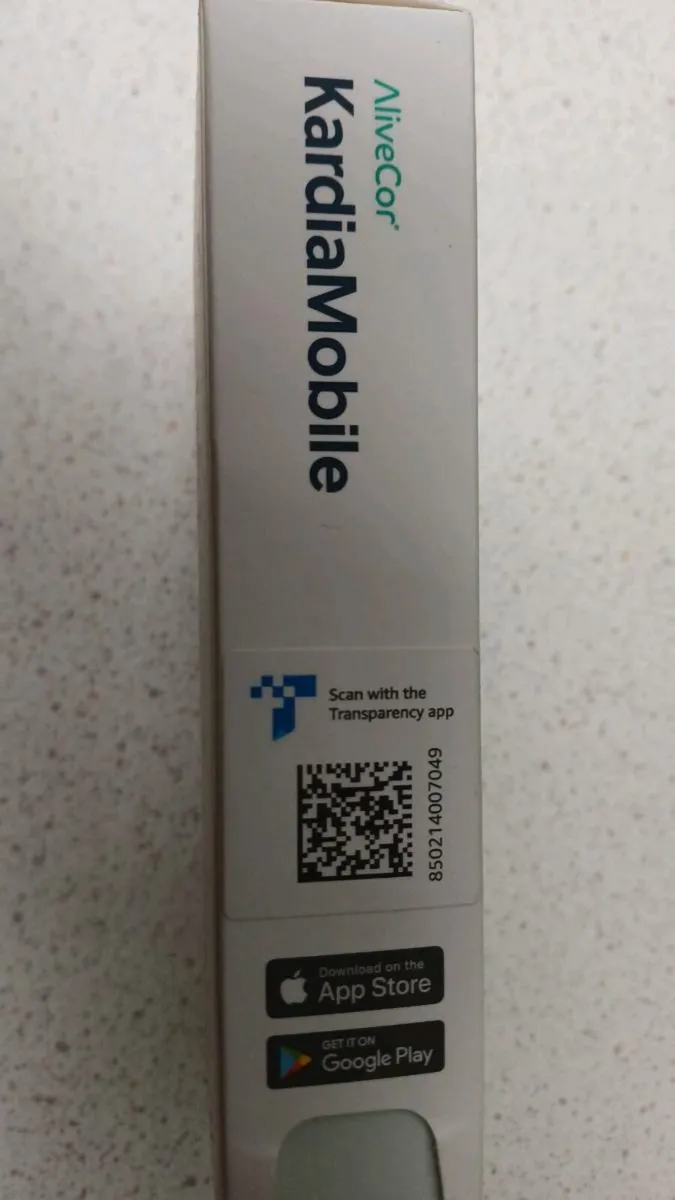 AliveCor®
KardiaMobile
Scan with the
Transparency app
850214007049
Download on the
App Store
GET IT ON
Google Play